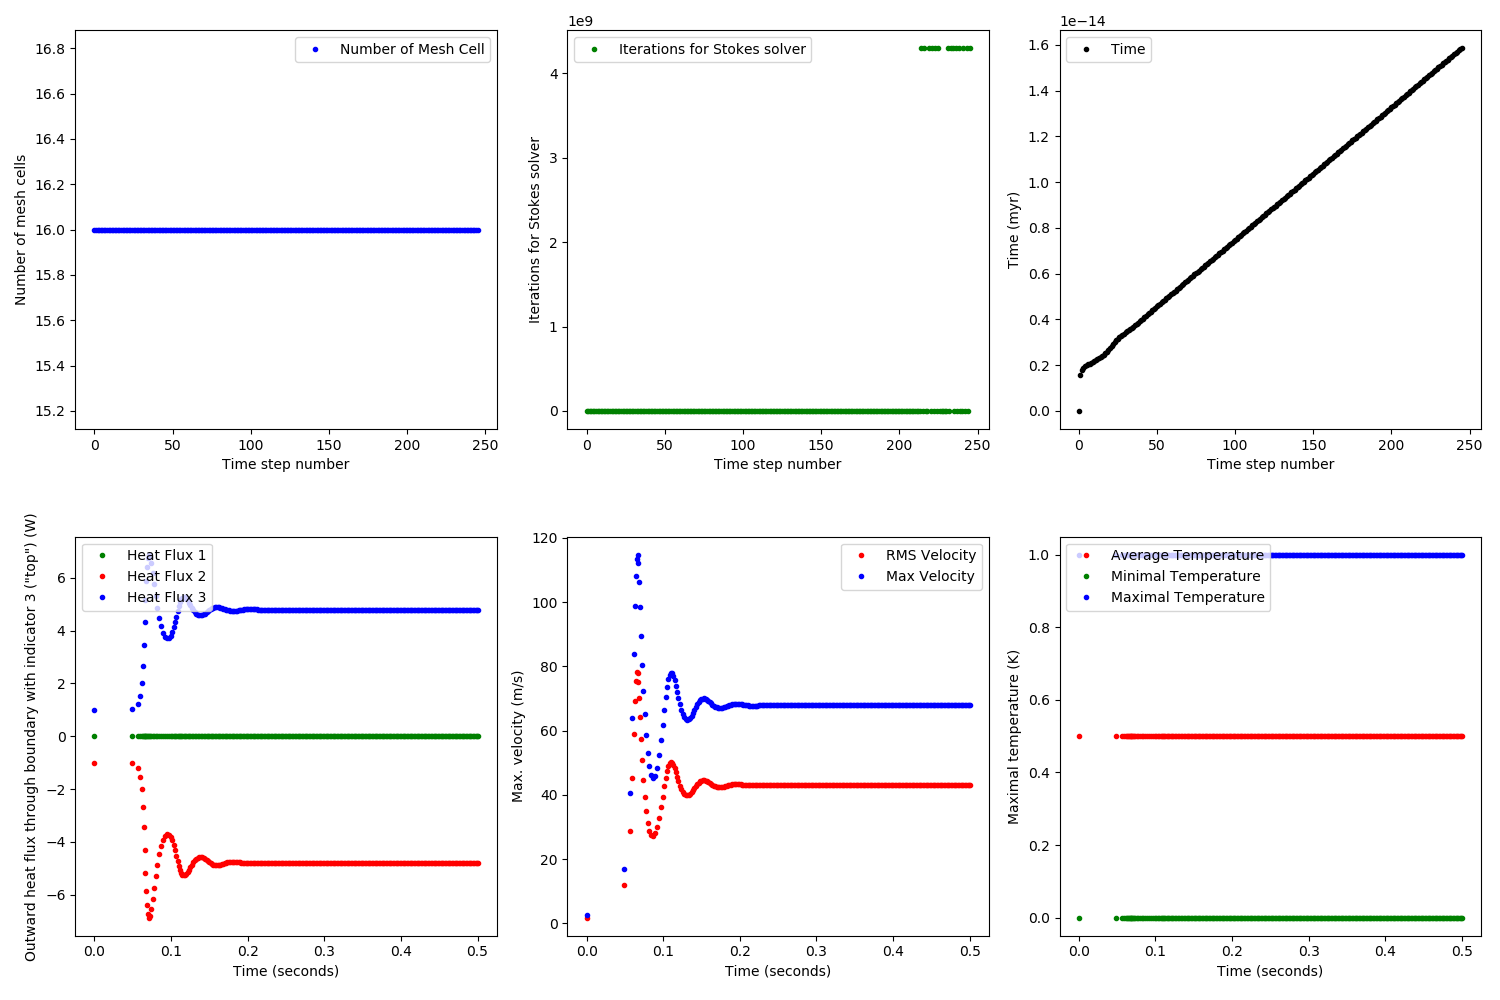 Number of mesh cells
16.8
16.6
16.4
16.2
16.0
15.8
15.6
15.4
15.2
Number of Mesh Cell
0 50 100 150 200 250
Time step number
1e9
Iterations for Stokes solver
4
3
2
1
0
Iterations for Stokes solver
0 50 100 150 200 250
Time step number
1e−14
Time (myr)
1.6
1.4
1.2
1.0
0.8
0.6
0.4
0.2
0.0
Time
0 50 100 150 200 250
Time step number
Outward heat flux through boundary with indicator 3 ("top") (W)
6
4
2
0
−2
−4
−6
Heat Flux 1
Heat Flux 2
Heat Flux 3
0.0 0.1 0.2 0.3 0.4 0.5
Time (seconds)
Max. velocity (m/s)
120
100
80
60
40
20
0
RMS Velocity
Max Velocity
0.0 0.1 0.2 0.3 0.4 0.5
Time (seconds)
Maximal temperature (K)
1.0
0.8
0.6
0.4
0.2
0.0
Average Temperature
Minimal Temperature
Maximal Temperature
0.0 0.1 0.2 0.3 0.4 0.5
Time (seconds)